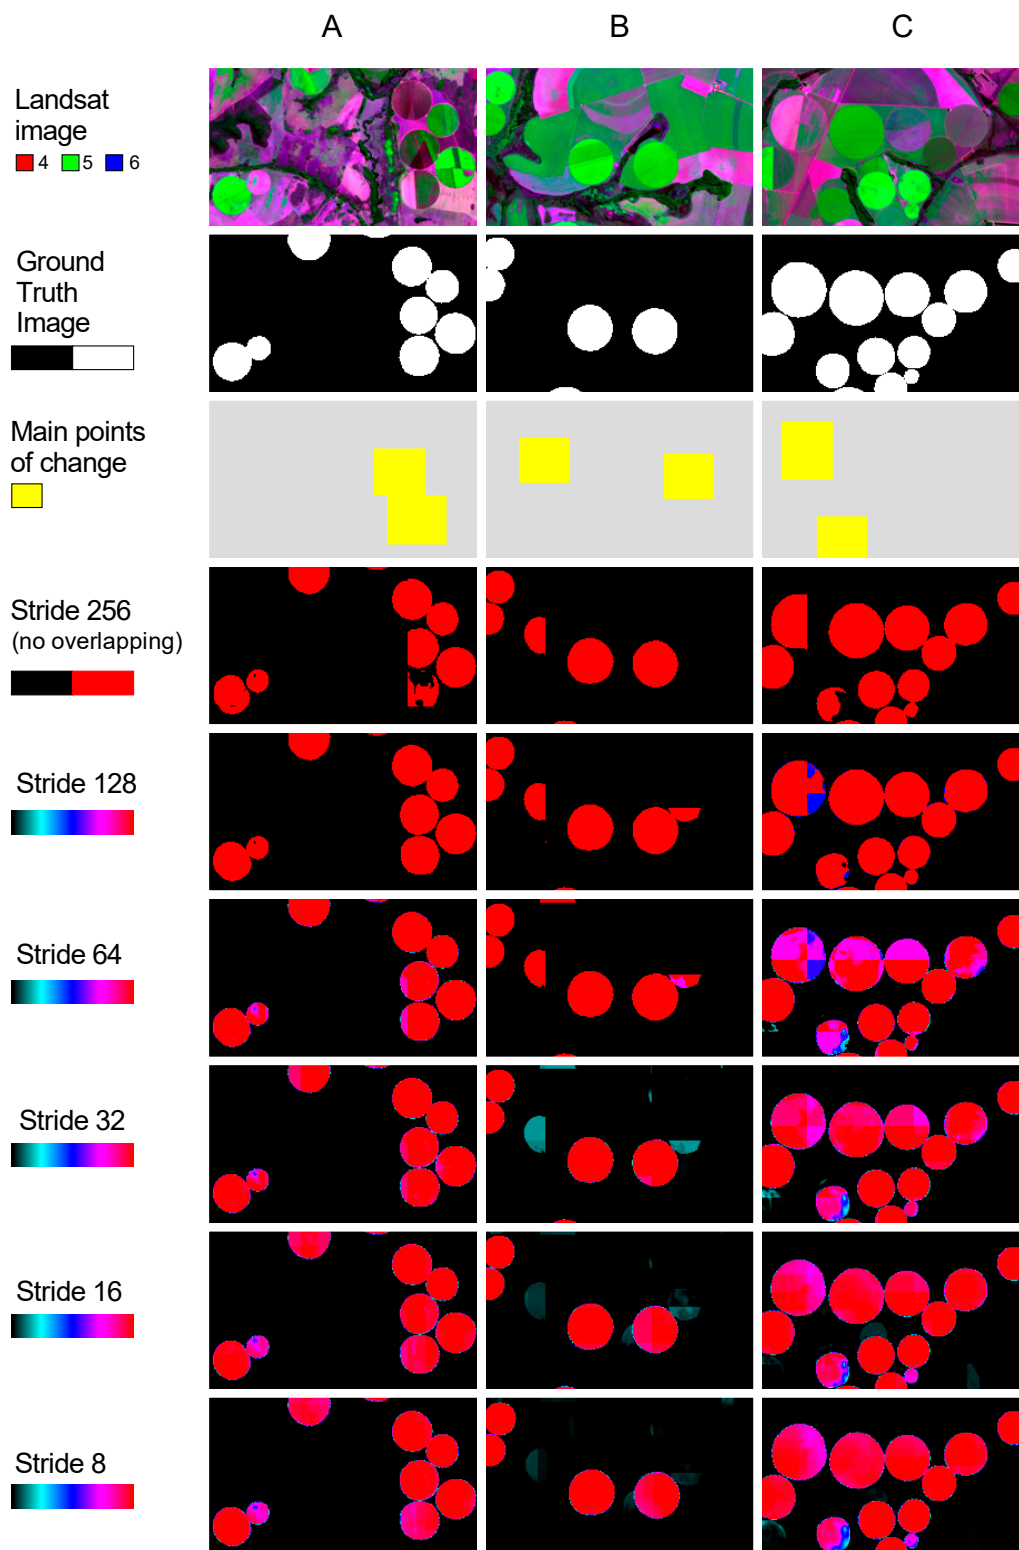 A
B
C
Landsat
image
4 5 6
Ground
Truth
Image
Main points
of change
Stride 256
(no overlapping)
Stride 128
Stride 64
Stride 32
Stride 16
Stride 8